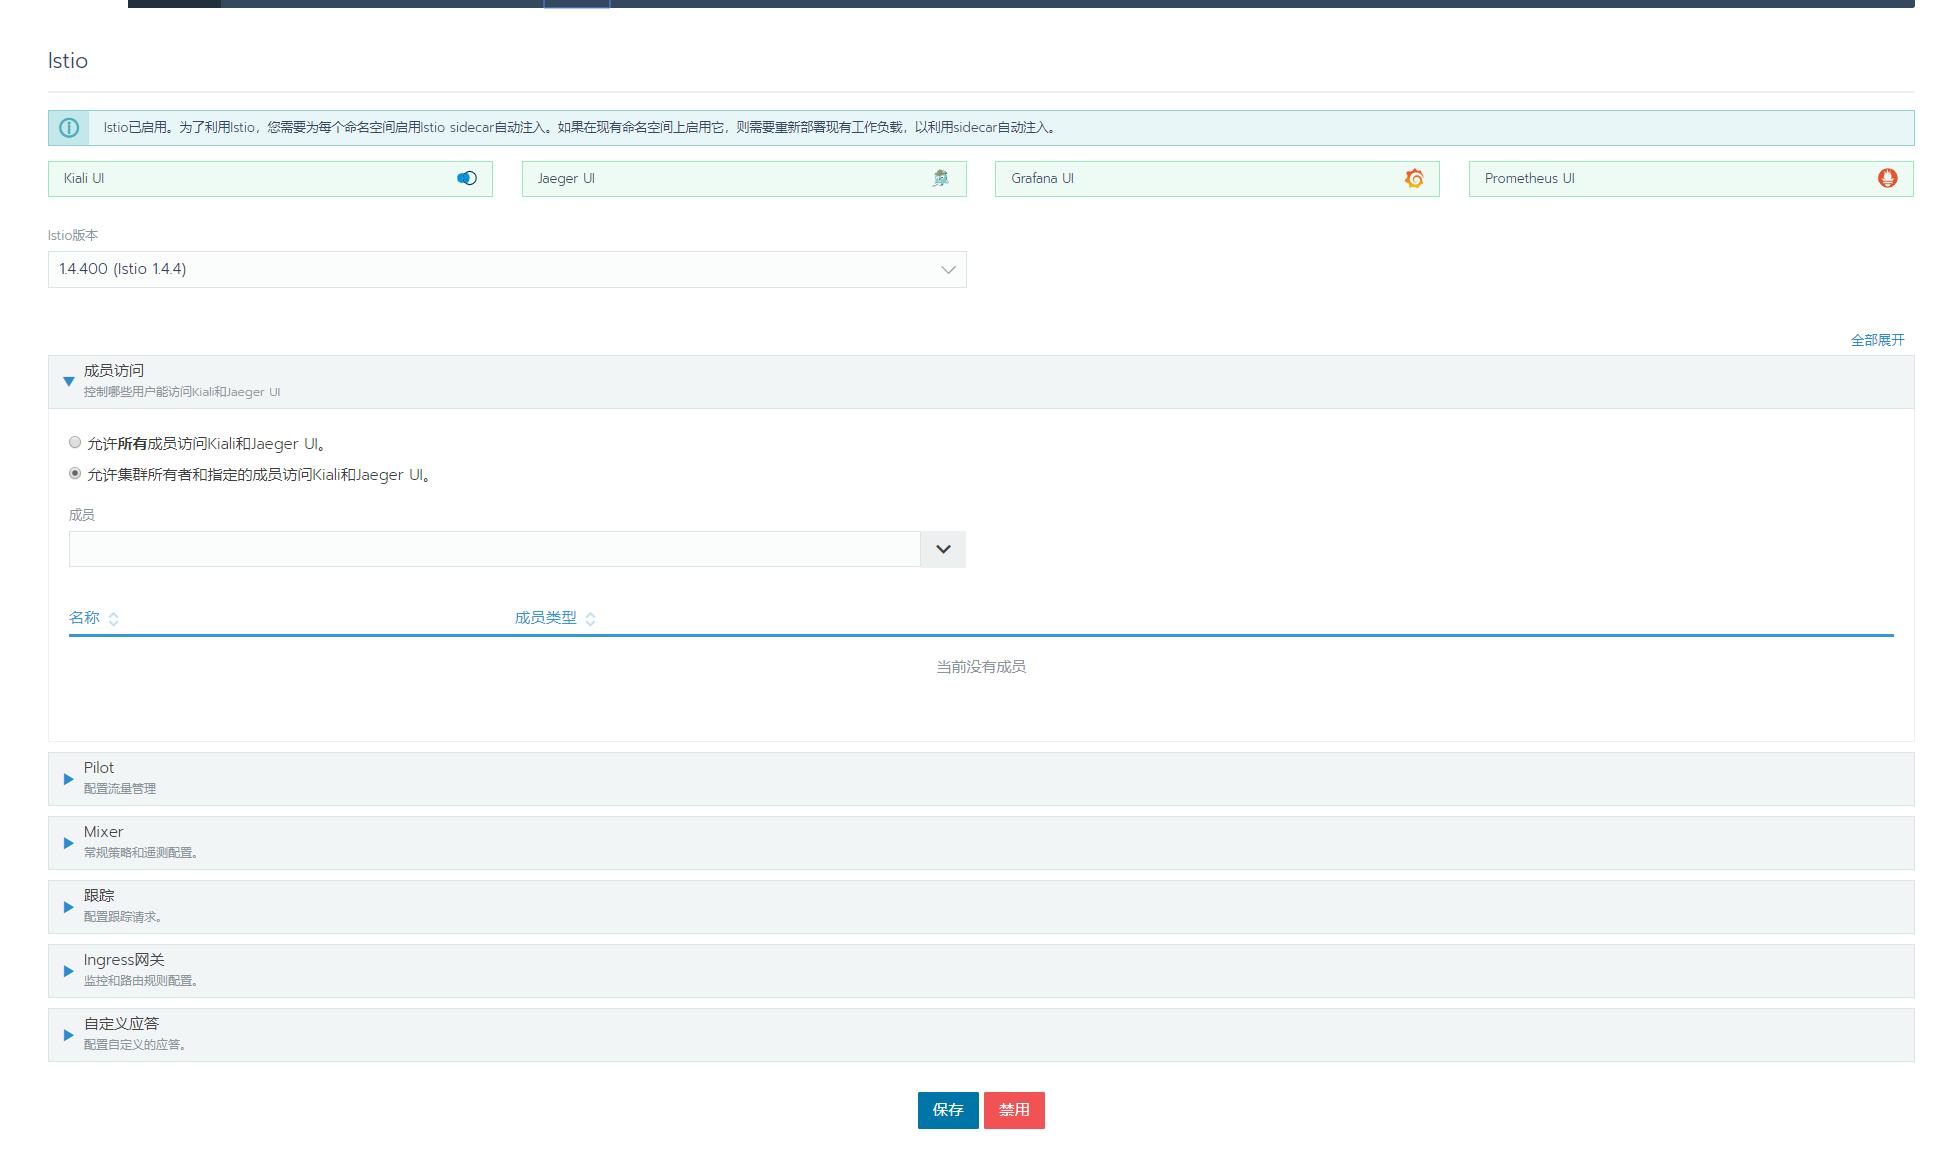 Istio
Istio已启用。为了利用Istio，您需要为每个命名空间启用Istio sidecar自动注入。如果在现有命名空间上启用它，则需要重新部署现有工作负载，以利用sidecar自动注入。
Kiali UI
Jaeger UI
Grafana UI
Prometheus UI
Istio版本
1.4.400 (Istio 1.4.4)
全部展开
成员访问
控制哪些用户能访问Kiali和Jaeger UI
允许所有成员访问Kiali和Jaeger UI。
允许集群所有者和指定的成员访问Kiali和Jaeger UI。
成员
名称
成员类型
当前没有成员
Pilot
配置流量管理
Mixer
常规策略和遥测配置。
跟踪
配置跟踪请求。
Ingress网关
监控和路由规则配置。
自定义应答
配置自定义的应答。
保存
禁用